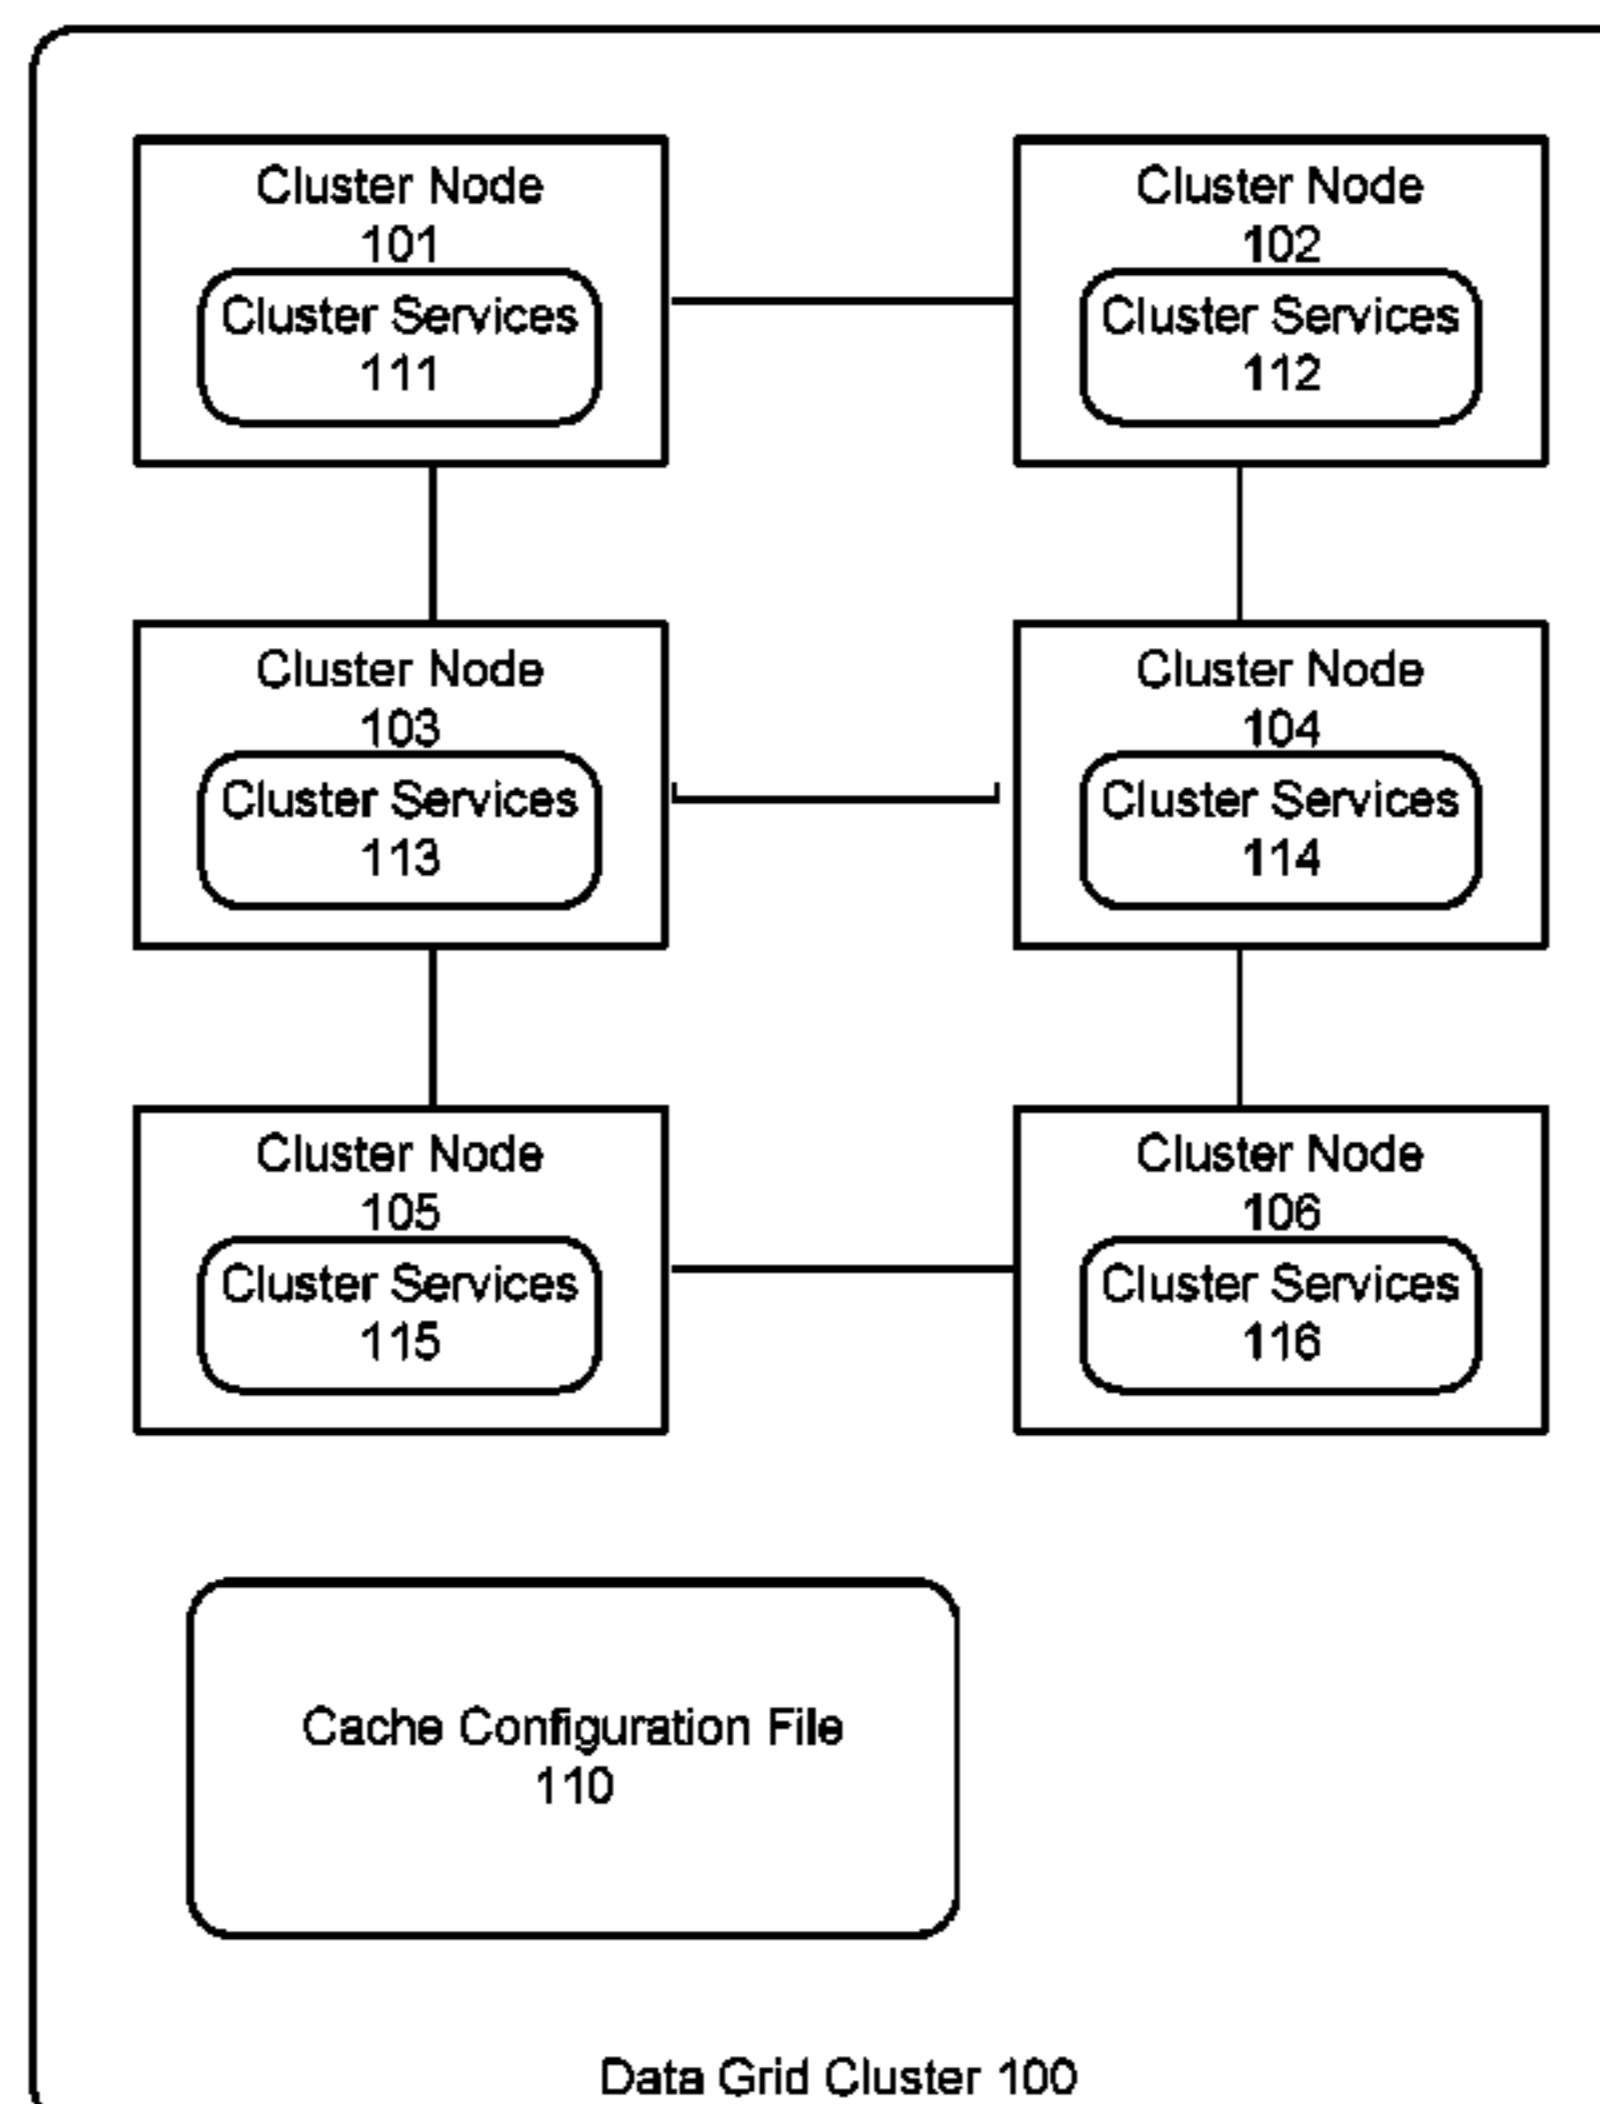 Cluster Node
101
Cluster Services
111
Cluster Node
102
Cluster Services
112
Cluster Node
103
Cluster Services
113
Cluster Node
104
Cluster Services
114
Cluster Node
105
Cluster Services
115
Cluster Node
106
Cluster Services
116
Cache Configuration File
110
Data Grid Cluster 100